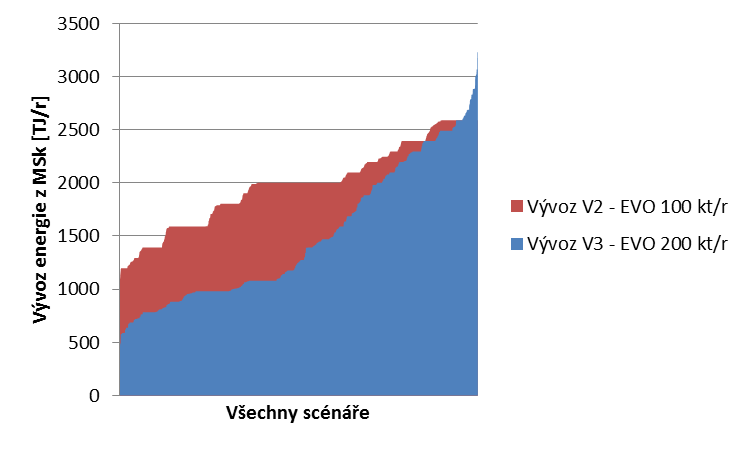 3500
3000
2500
2000
1500
1000
500
0
Vývoz energie z MSk [TJ/r]
Všechny scénáře
Vývoz V2 - EVO 100 kt/r
Vývoz V3 - EVO 200 kt/r